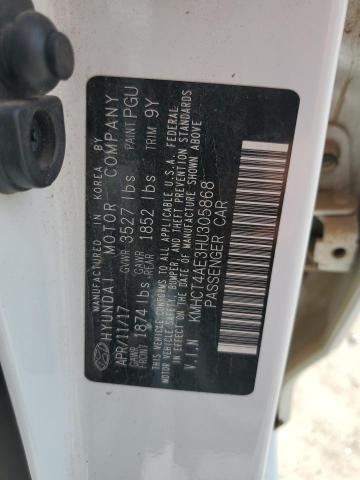 MANUFACTURED IN KOREA BY
HYUNDAI MOTOR COMPANY
APR/11/17 GVWR 3527 lbs PAINT PGU
GAWR FRONT 1874 lbs GAWR REAR 1852 lbs TRIM 9Y
THIS VEHICLE CONFORMS TO ALL APPLICABLE U.S.A. FEDERAL
MOTOR VEHICLE SAFETY, BUMPER, AND THEFT PREVENTION
STANDARDS IN EFFECT ON THE DATE OF MANUFACTURE SHOWN ABOVE
V.I.N KMHCT4AE3HU305868
PASSENGER CAR